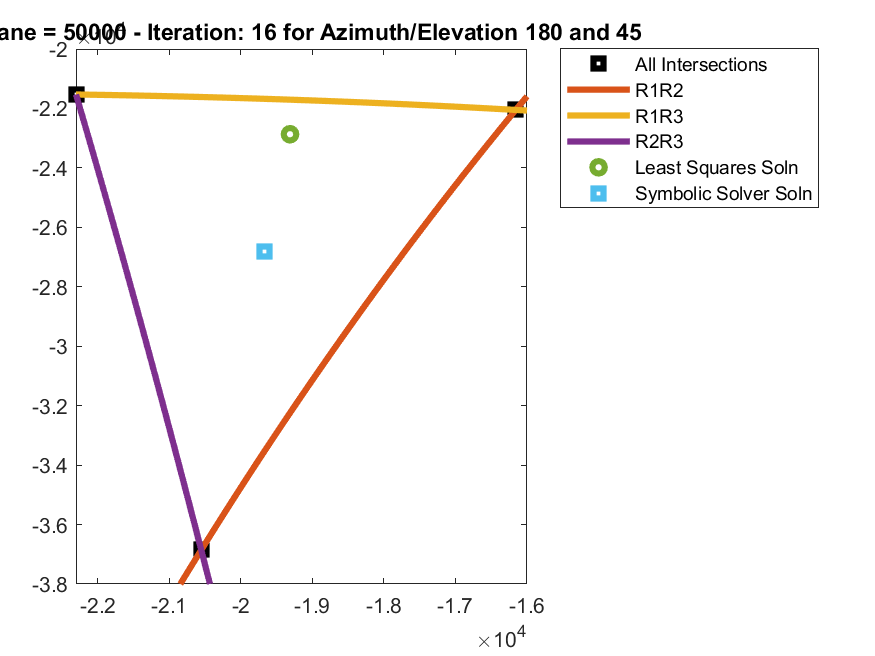 ane = 50000 - Iteration: 16 for Azimuth/Elevation 180 and 45
-2
-2.2
-2.4
-2.6
-2.8
-3
-3.2
-3.4
-3.6
-3.8
-2.2 -2.1 -2 -1.9 -1.8 -1.7 -1.6
×10⁴
All Intersections
R1R2
R1R3
R2R3
Least Squares Soln
Symbolic Solver Soln